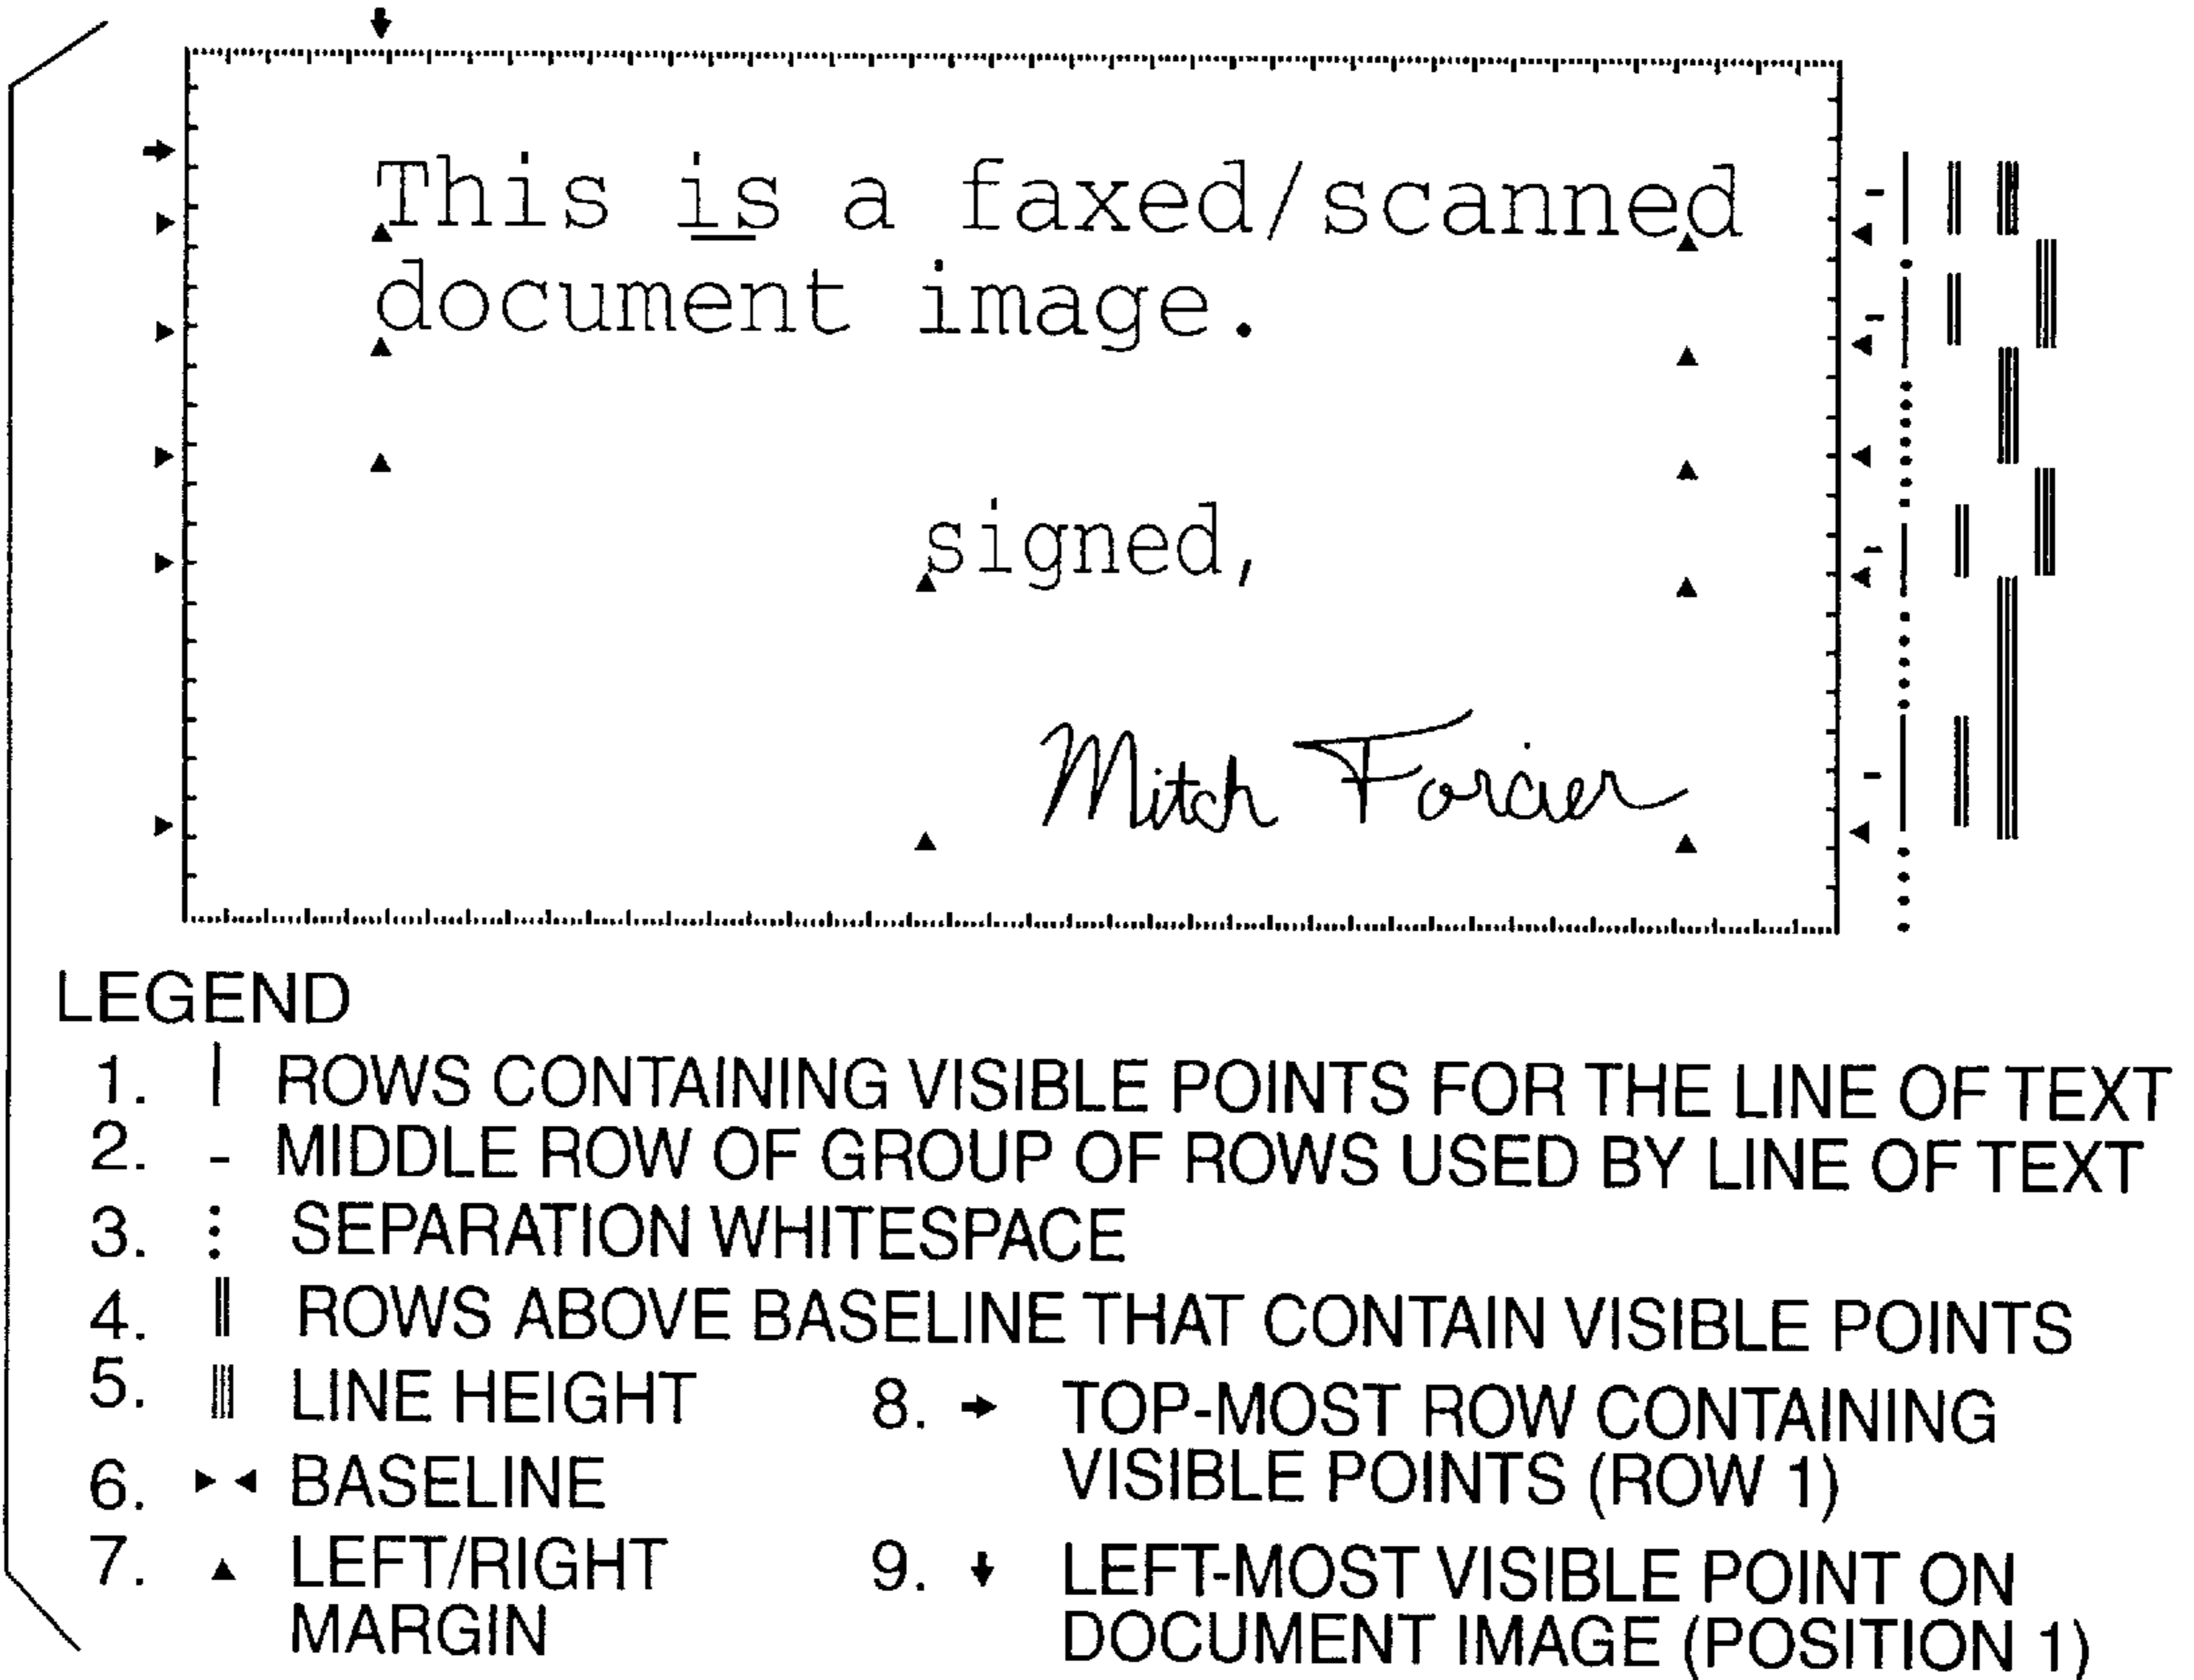 This is a faxed/scanned
document image.
signed,
Mitch Forcier
LEGEND
1. | ROWS CONTAINING VISIBLE POINTS FOR THE LINE OF TEXT
2. - MIDDLE ROW OF GROUP OF ROWS USED BY LINE OF TEXT
3. ⋮ SEPARATION WHITESPACE
4. || ROWS ABOVE BASELINE THAT CONTAIN VISIBLE POINTS
5. ||| LINE HEIGHT
6. ►◄ BASELINE
7. ▲ LEFT/RIGHT
MARGIN
8. → TOP-MOST ROW CONTAINING
VISIBLE POINTS (ROW 1)
9. ↓ LEFT-MOST VISIBLE POINT ON
DOCUMENT IMAGE (POSITION 1)